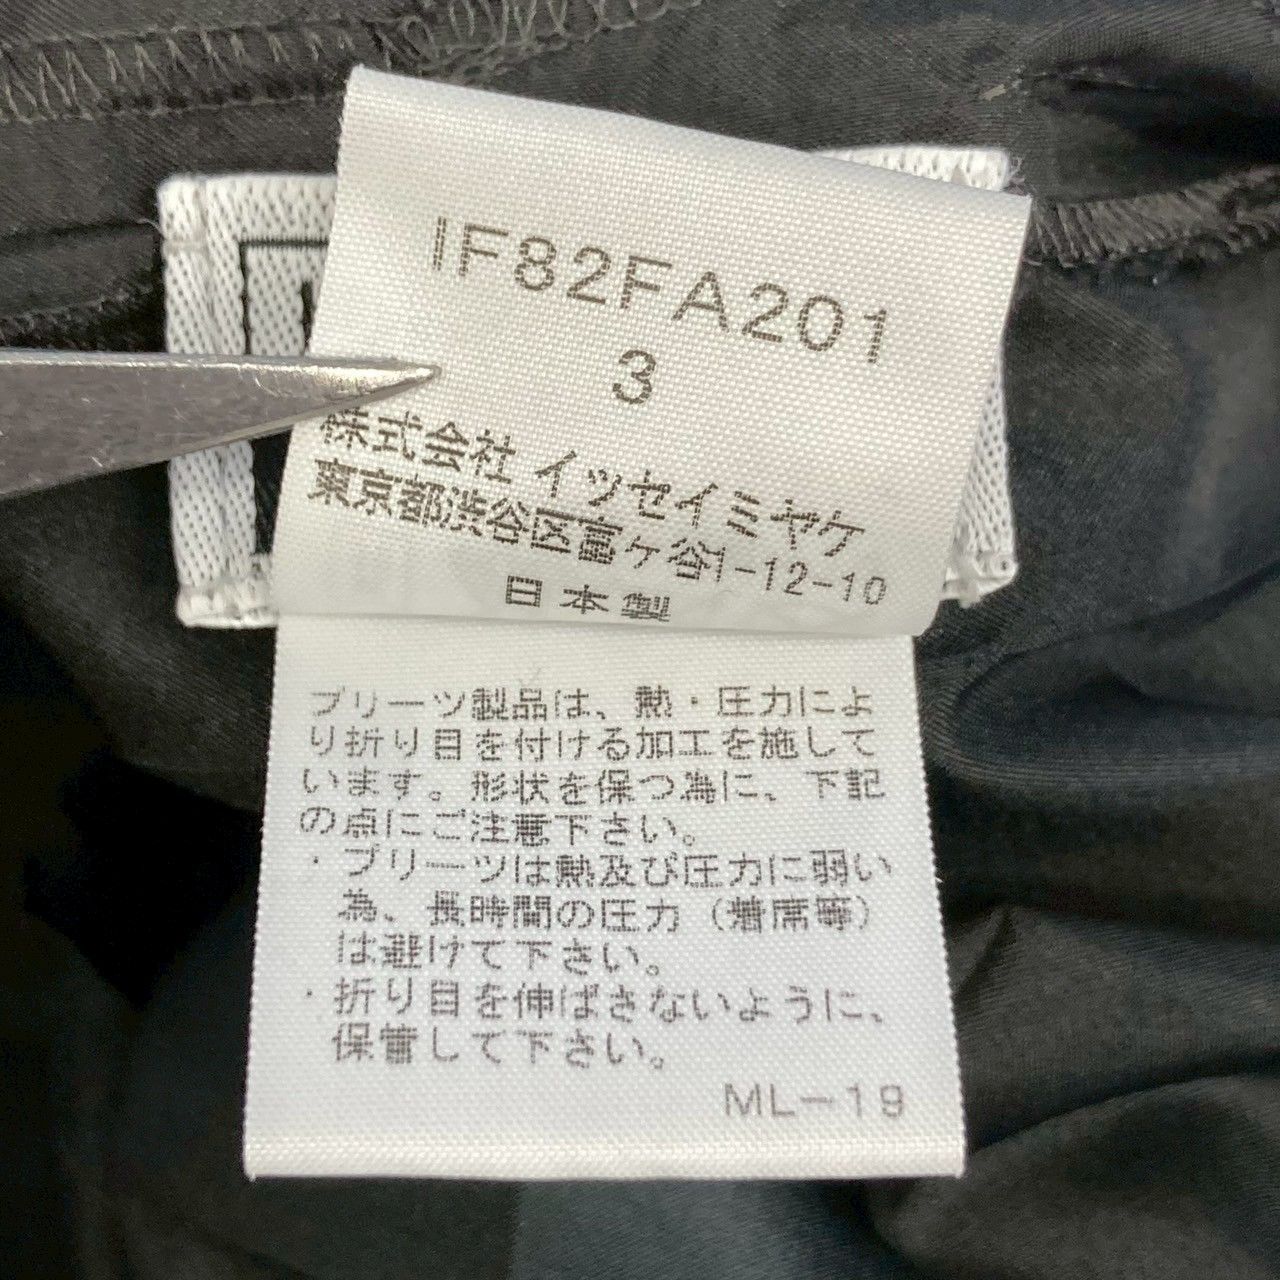 IF82FA201
3
株式会社 イッセイミヤケ
東京都渋谷区富ヶ谷1-12-10
日本製
プリーツ製品は、熱・圧力によ
り折り目を付ける加工を施して
います。形状を保つ為に、下記
の点にご注意下さい。
・プリーツは熱及び圧力に弱い
為、長時間の圧力（着席等）
は避けて下さい。
・折り目を伸ばさないように、
保管して下さい。
ML-19